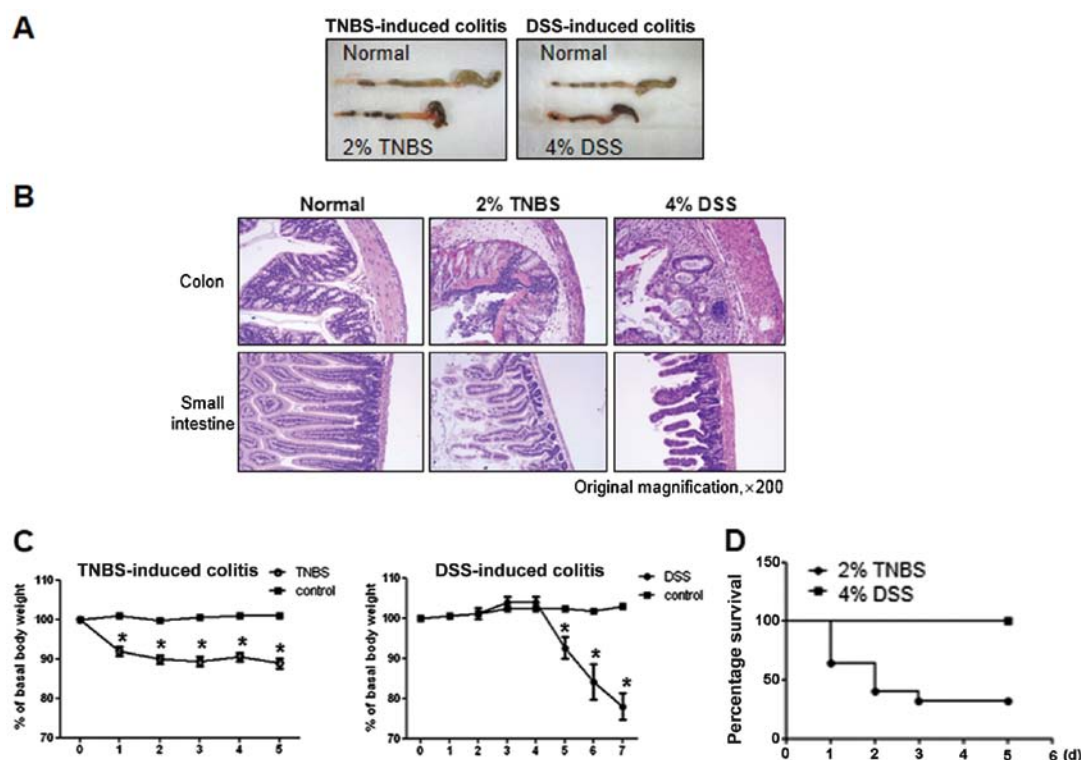 A
TNBS-induced colitis DSS-induced colitis
Normal Normal
2% TNBS 4% DSS
B
Normal 2% TNBS 4% DSS
Colon
Small
intestine
Original magnification, ×200
C
TNBS-induced colitis
TNBS
control
% of basal body weight
110
100
90
80
70
* * * * *
0 1 2 3 4 5
DSS-induced colitis
DSS
control
% of basal body weight
110
100
90
80
70
* * *
0 1 2 3 4 5 6 7
D
2% TNBS
4% DSS
Percentage survival
150
100
50
0
0 1 2 3 4 5 6 (d)